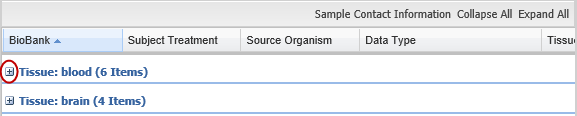 Sample Contact Information Collapse All Expand All
BioBank Subject Treatment Source Organism Data Type Tissue
Tissue: blood (6 Items)
Tissue: brain (4 Items)